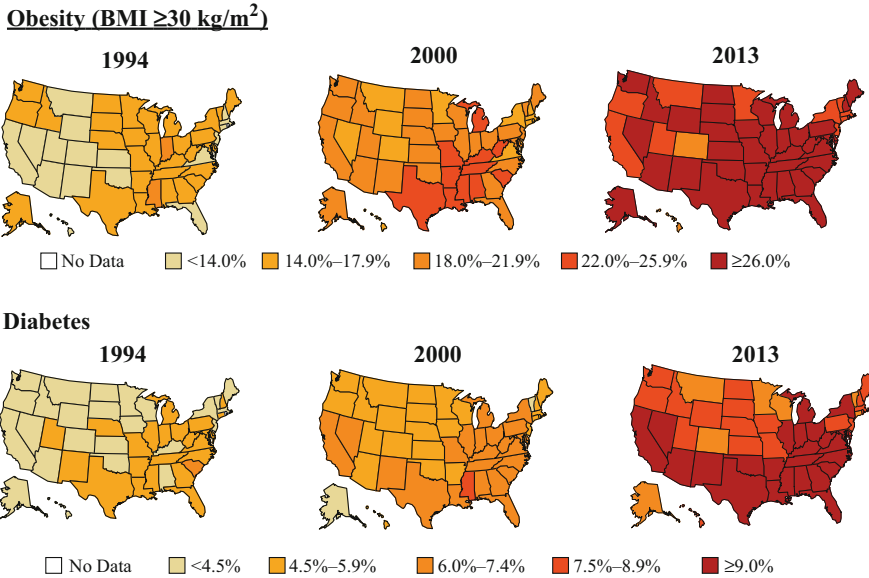 Obesity (BMI ≥30 kg/m²)
1994 2000 2013
No Data <14.0% 14.0%–17.9% 18.0%–21.9% 22.0%–25.9% ≥26.0%
Diabetes
1994 2000 2013
No Data <4.5% 4.5%–5.9% 6.0%–7.4% 7.5%–8.9% ≥9.0%